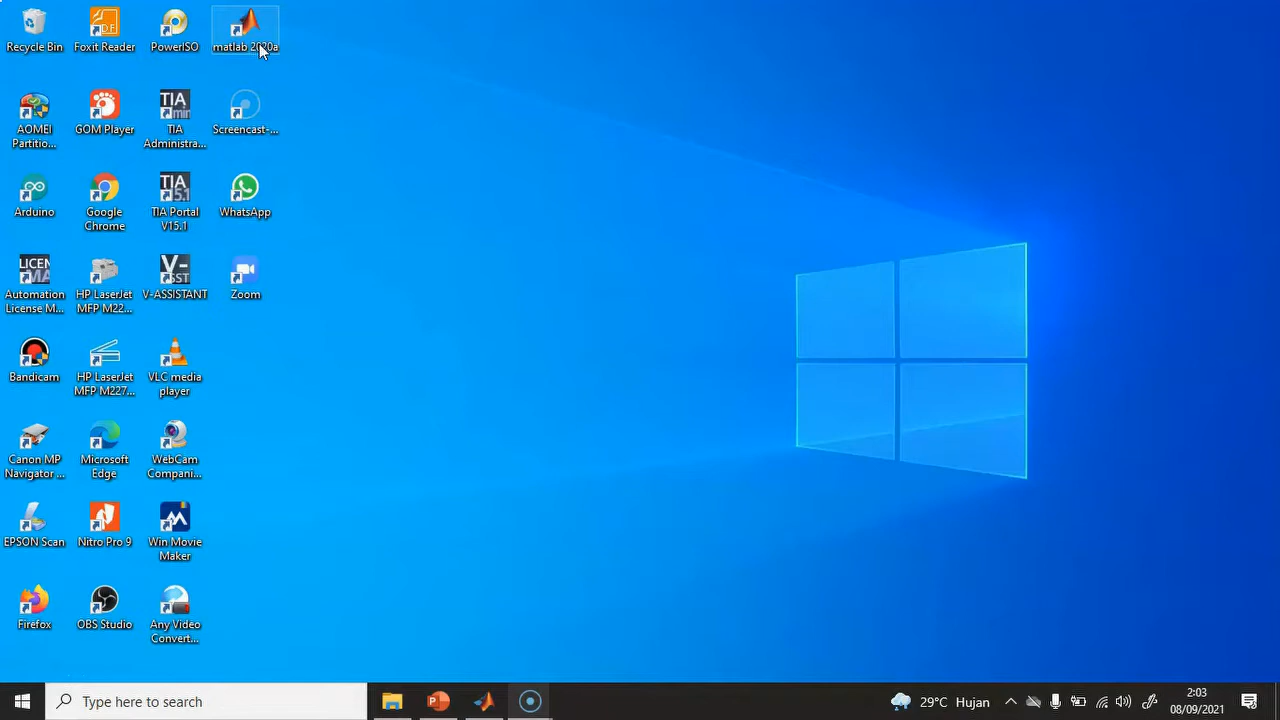 Recycle Bin
Foxit Reader
PowerISO
matlab 2020a
AOMEI
Partitio...
GOM Player
TIA
Administra...
Screencast-...
Arduino
Google
Chrome
TIA Portal
V15.1
WhatsApp
Automation
License M...
HP LaserJet
MFP M22...
V-ASSISTANT
Zoom
Bandicam
HP LaserJet
MFP M227...
VLC media
player
Canon MP
Navigator ...
Microsoft
Edge
WebCam
Compani...
EPSON Scan
Nitro Pro 9
Win Movie
Maker
Firefox
OBS Studio
Any Video
Convert...
Type here to search
29°C Hujan
2:03
08/09/2021